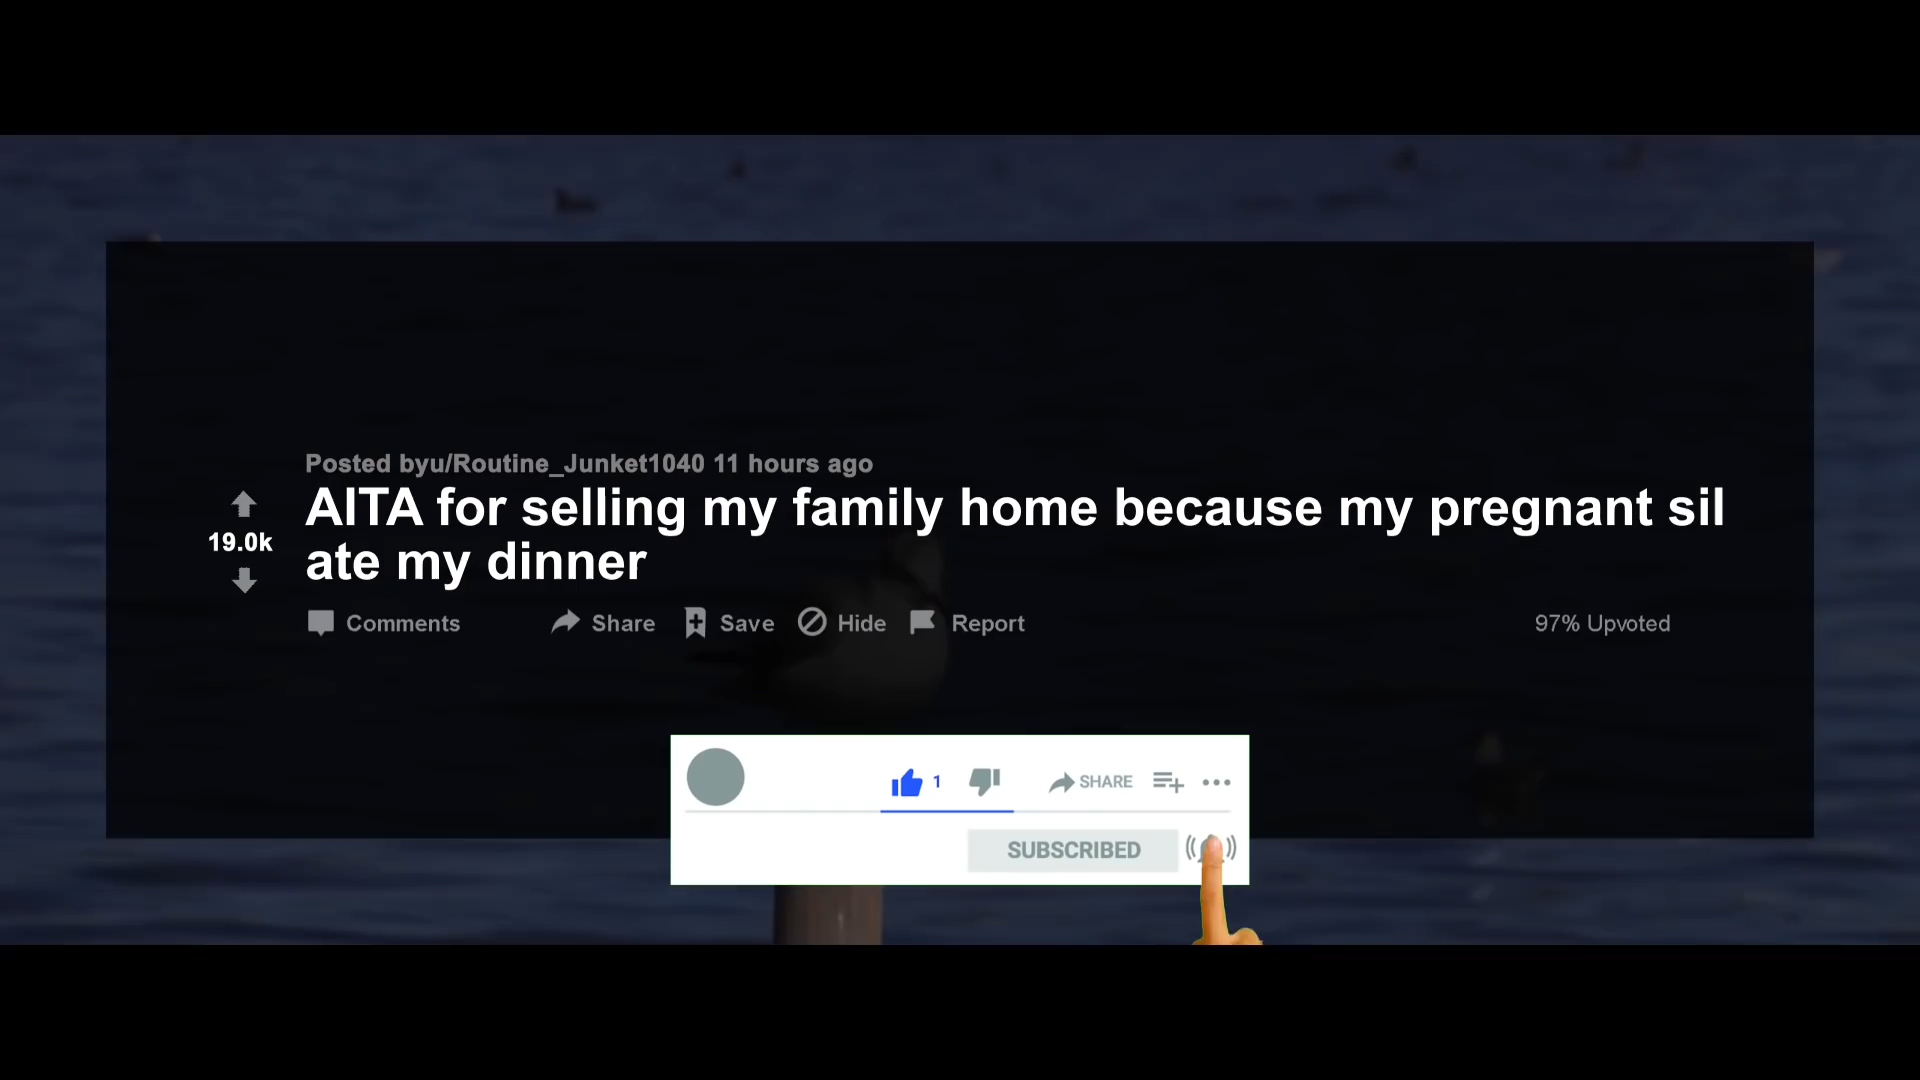 Posted byu/Routine_Junket1040 11 hours ago
AITA for selling my family home because my pregnant sil
ate my dinner
19.0k
Comments Share Save Hide Report 97% Upvoted
1 SHARE
SUBSCRIBED